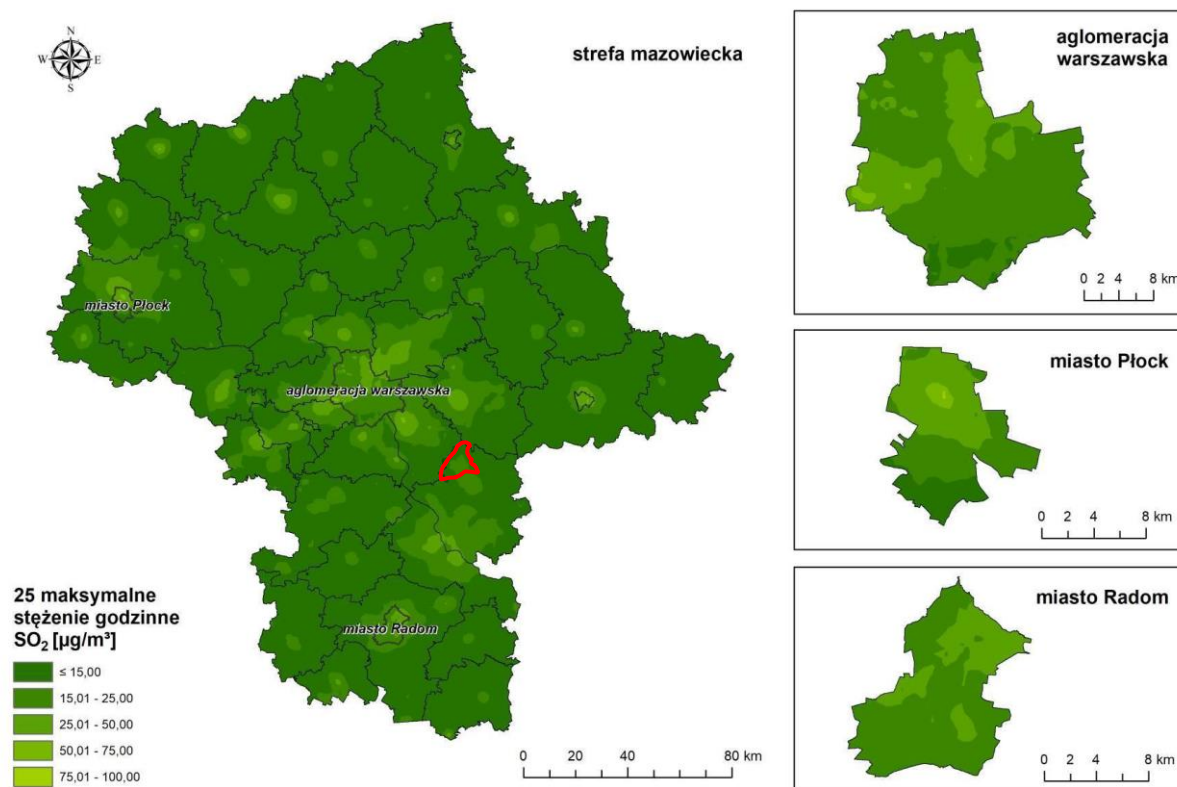 N
W E
S
strefa mazowiecka
miasto Płock
aglomeracja warszawska
miasto Radom
25 maksymalne
stężenie godzinne
SO₂ [µg/m³]
≤ 15,00
15,01 - 25,00
25,01 - 50,00
50,01 - 75,00
75,01 - 100,00
0 20 40 80 km
aglomeracja
warszawska
0 2 4 8 km
miasto Płock
0 2 4 8 km
miasto Radom
0 2 4 8 km